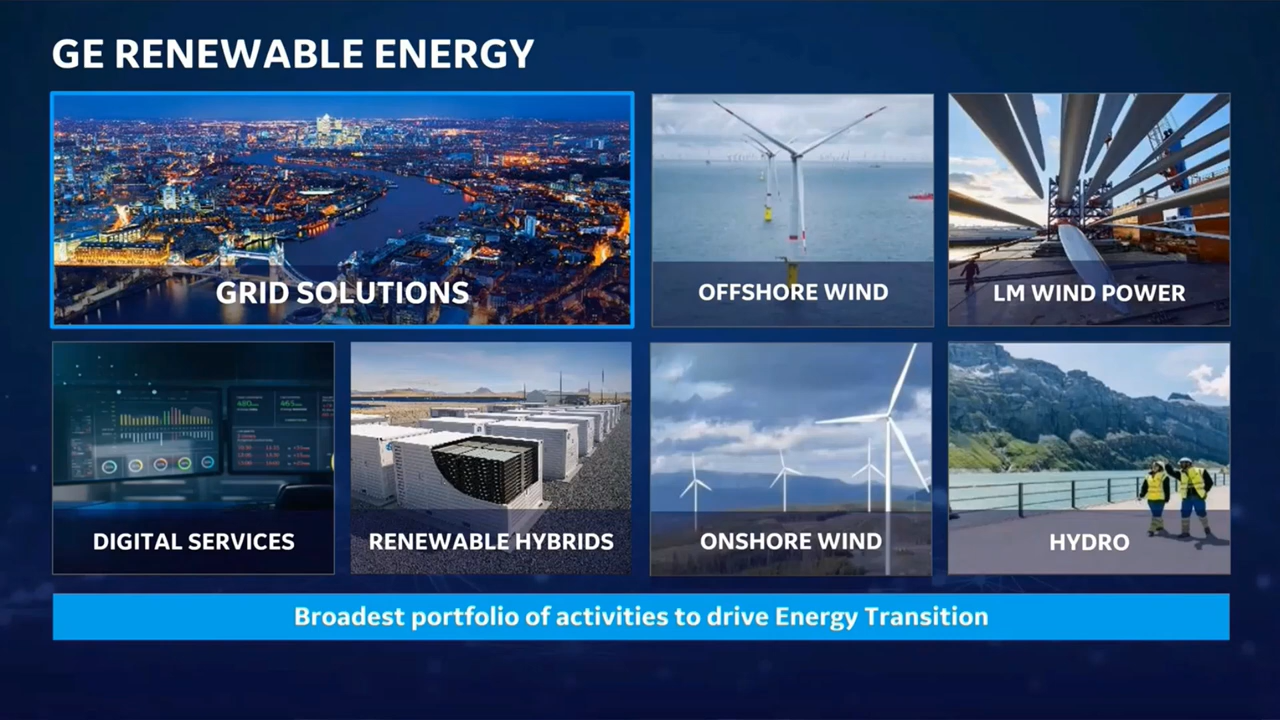 GE RENEWABLE ENERGY
GRID SOLUTIONS
OFFSHORE WIND
LM WIND POWER
DIGITAL SERVICES
RENEWABLE HYBRIDS
ONSHORE WIND
HYDRO
Broadest portfolio of activities to drive Energy Transition